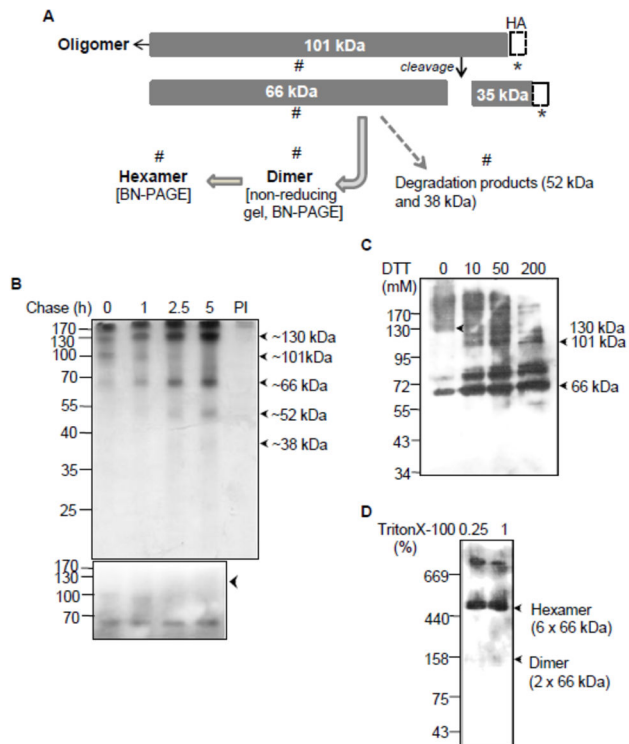 A
HA
Oligomer
101 kDa
#
cleavage
*
66 kDa
35 kDa
#
*
#
#
#
Hexamer
[BN-PAGE]
Dimer
[non-reducing
gel, BN-PAGE]
Degradation products (52 kDa
and 38 kDa)
B
Chase (h) 0 1 2.5 5 PI
170
130
100
70
55
40
35
25
~130 kDa
~101kDa
~66 kDa
~52 kDa
~38 kDa
170
130
100
70
C
DTT 0 10 50 200
(mM)
170
130
95
72
55
43
34
130 kDa
101 kDa
66 kDa
D
TritonX-100 0.25 1
(%)
669
440
158
75
43
Hexamer
(6 x 66 kDa)
Dimer
(2 x 66 kDa)